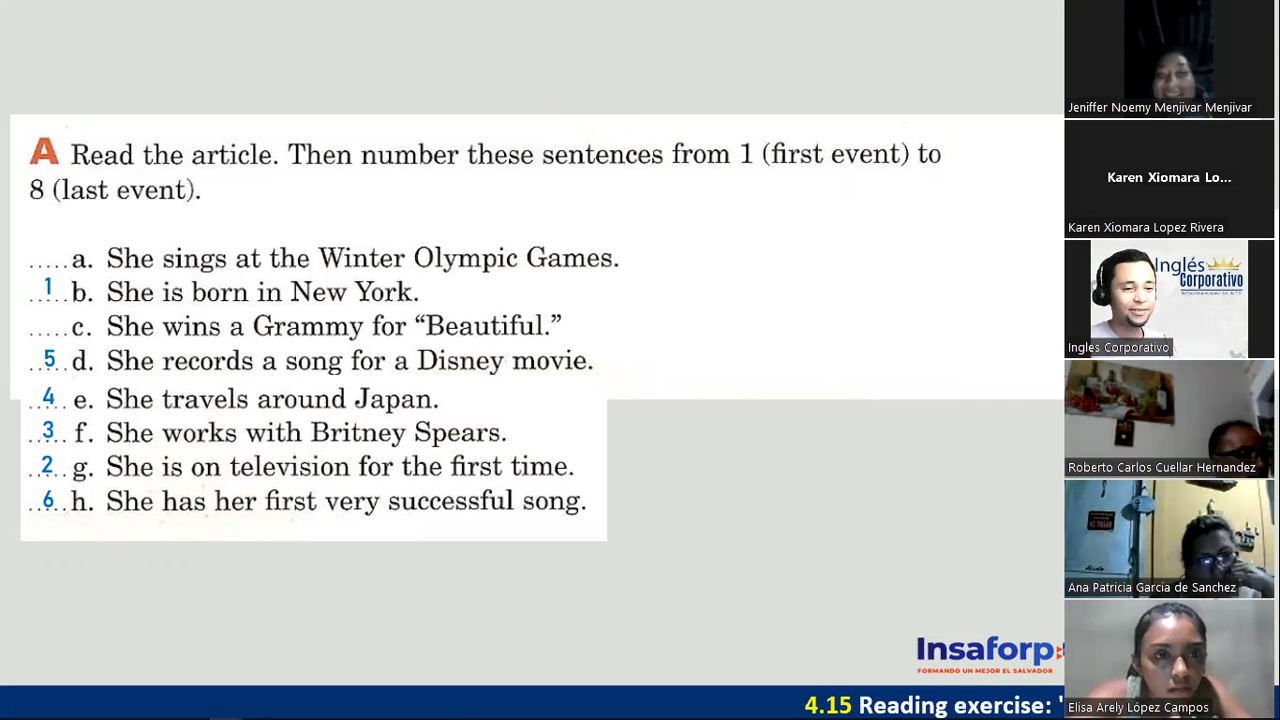 A Read the article. Then number these sentences from 1 (first event) to
8 (last event).
..... a. She sings at the Winter Olympic Games.
1 b. She is born in New York.
..... c. She wins a Grammy for “Beautiful.”
5 d. She records a song for a Disney movie.
4 e. She travels around Japan.
3 f. She works with Britney Spears.
2 g. She is on television for the first time.
6 h. She has her first very successful song.
Insaforp
FORMANDO UN MEJOR EL SALVADOR
4.15 Reading exercise: '
Jeniffer Noemy Menjivar Menjivar
Karen Xiomara Lo...
Karen Xiomara Lopez Rivera
Inglés
Corporativo
Ingles Corporativo
Roberto Carlos Cuellar Hernandez
Ana Patricia Garcia de Sanchez
Elisa Arely López Campos